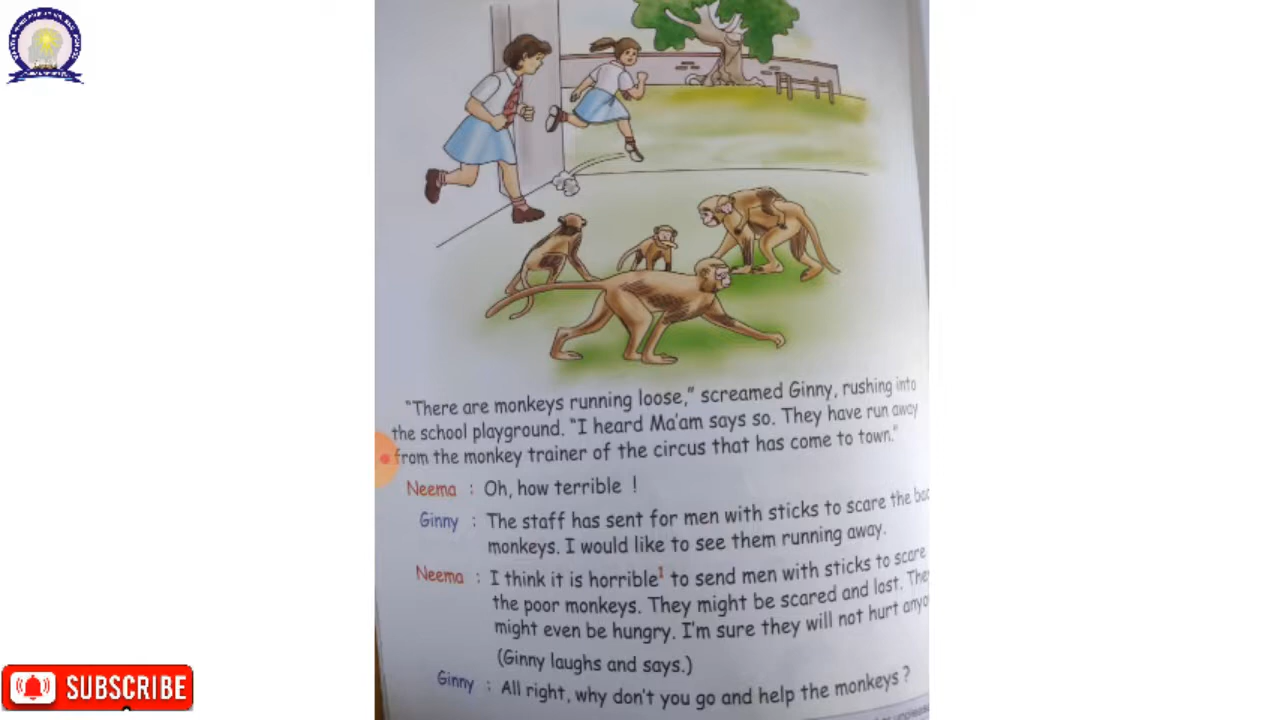 "There are monkeys running loose," screamed Ginny, rushing into
the school playground. "I heard Ma'am says so. They have run away
from the monkey trainer of the circus that has come to town."
Neema : Oh, how terrible !
Ginny : The staff has sent for men with sticks to scare the
monkeys. I would like to see them running away.
Neema : I think it is horrible¹ to send men with sticks to scare
the poor monkeys. They might be scared and lost.
might even be hungry. I'm sure they will not hurt
(Ginny laughs and says.)
Ginny : All right, why don't you go and help the monkeys ?
SUBSCRIBE